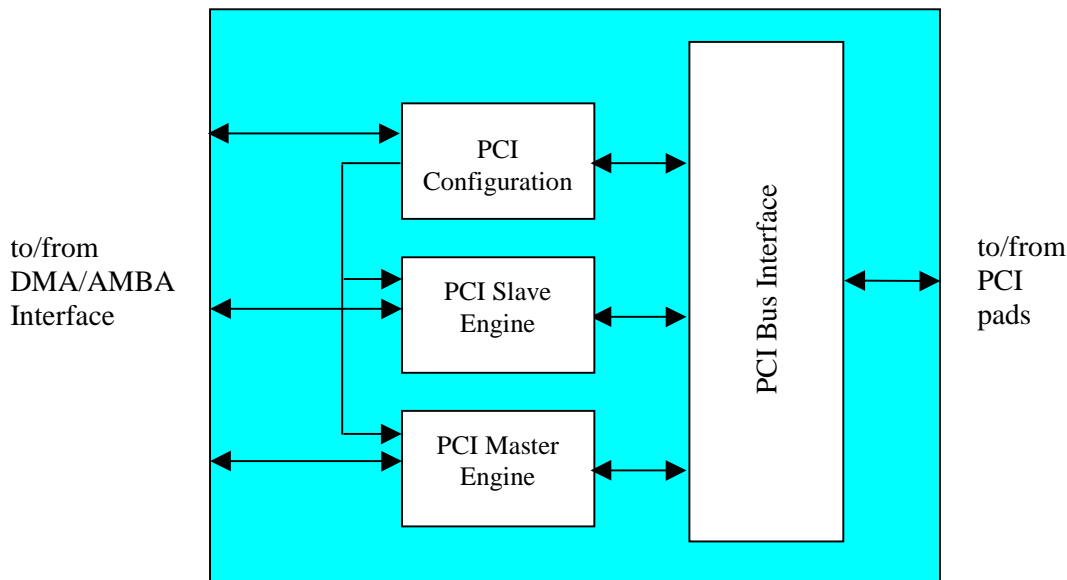 to/from
DMA/AMBA
Interface
PCI
Configuration
PCI Slave
Engine
PCI Master
Engine
PCI Bus Interface
to/from
PCI
pads